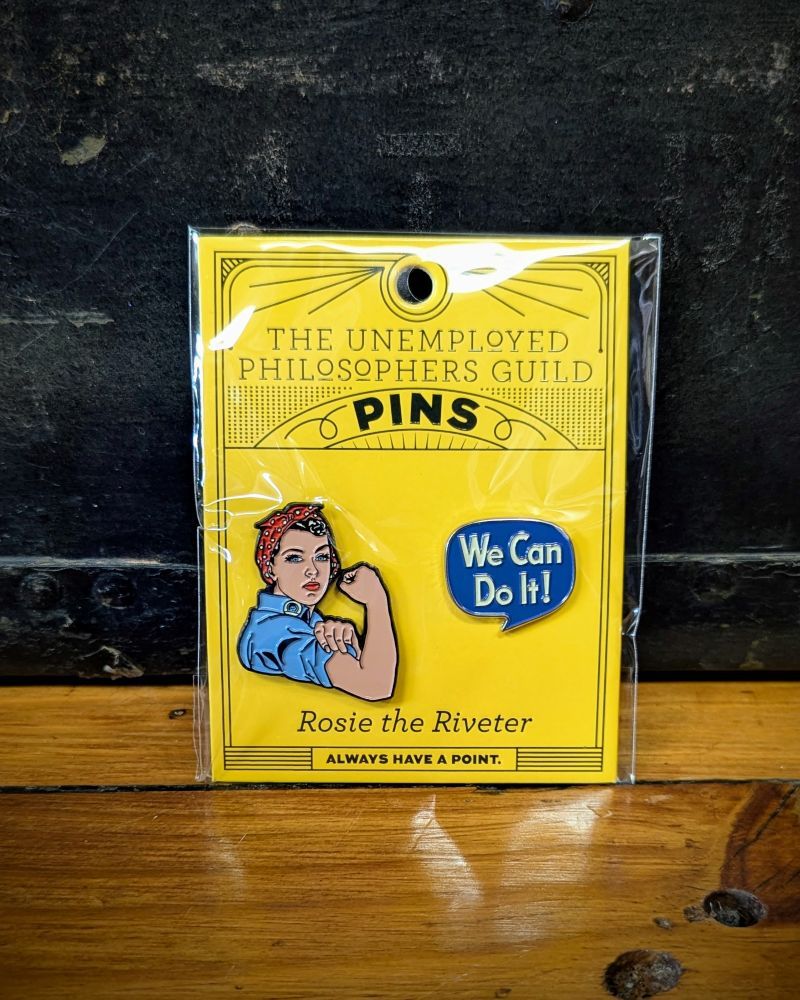 THE UNEMPLOYED
PHILOSOPHERS GUILD
PINS
We Can
Do It!
Rosie the Riveter
ALWAYS HAVE A POINT.